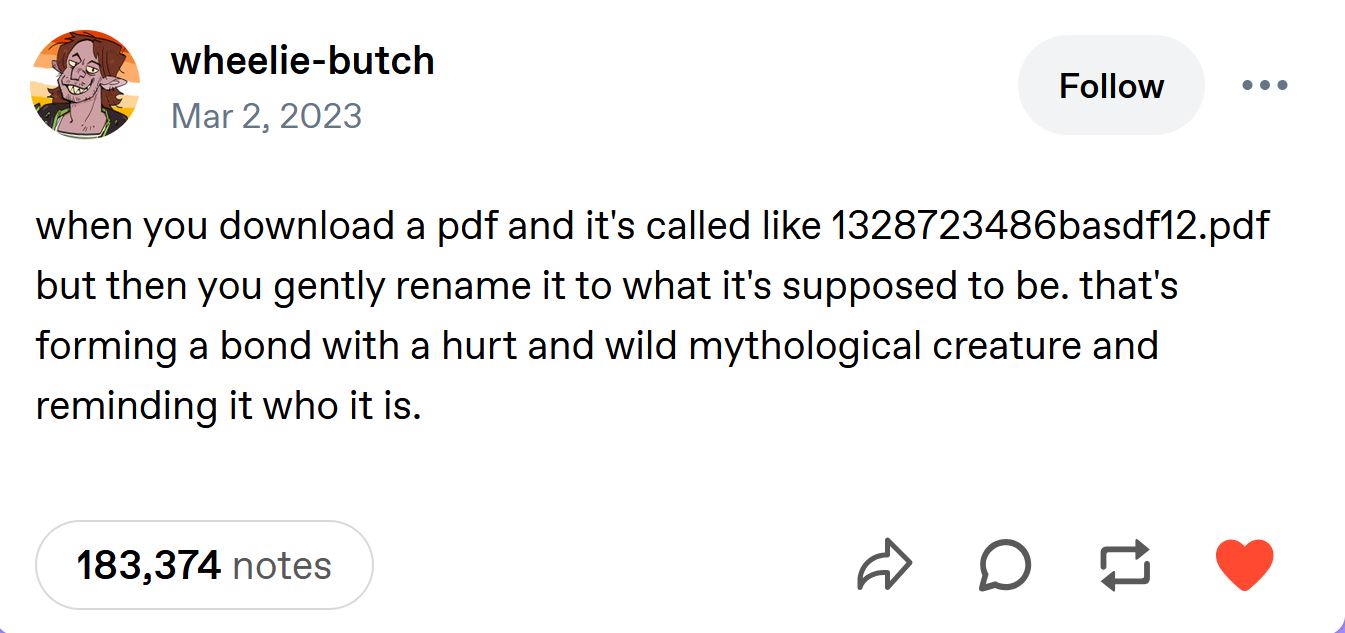 wheelie-butch
Follow
Mar 2, 2023
when you download a pdf and it's called like 1328723486basdf12.pdf
but then you gently rename it to what it's supposed to be. that's
forming a bond with a hurt and wild mythological creature and
reminding it who it is.
183,374 notes